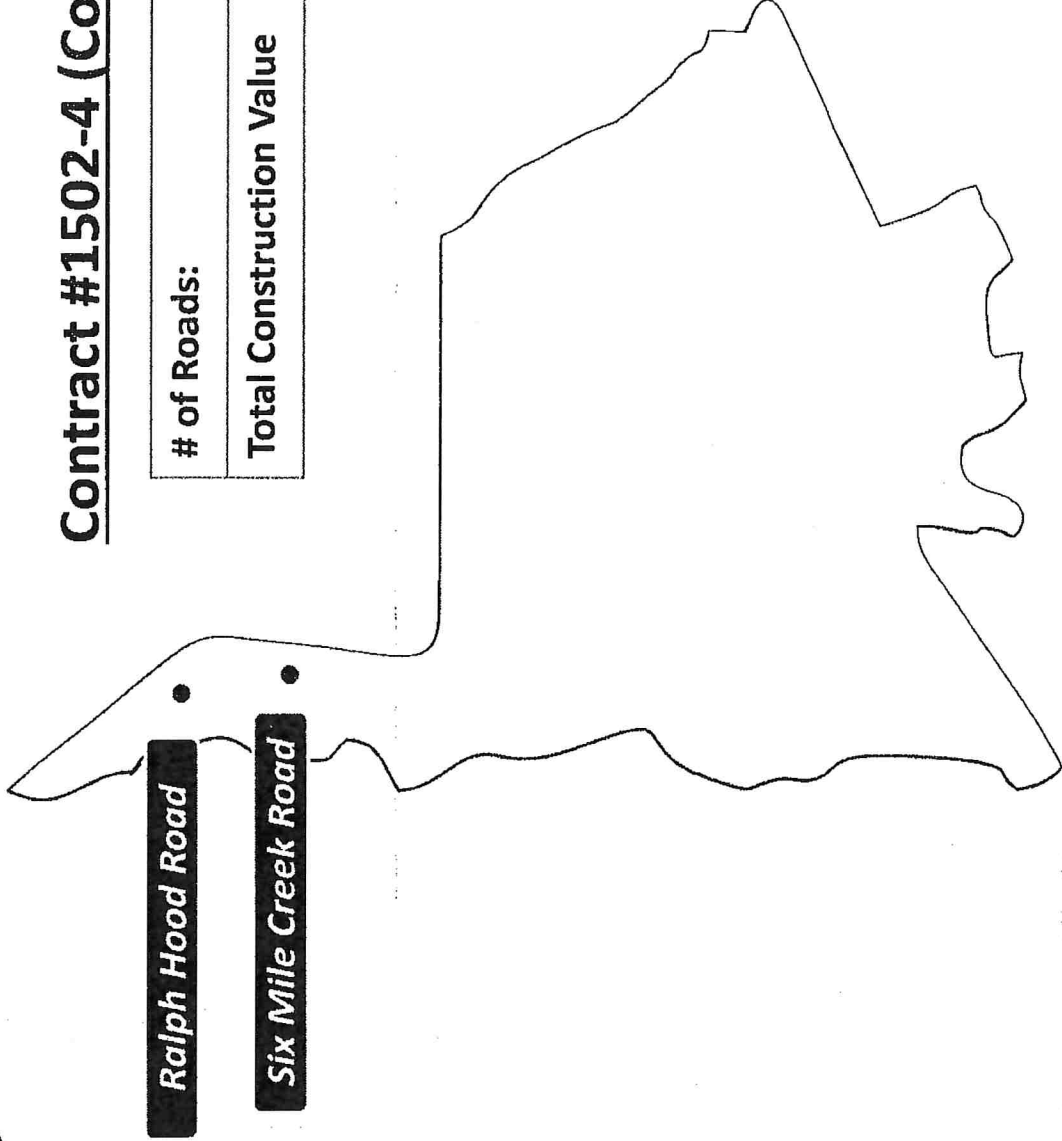 Contract #1502-4 (Co
# of Roads:
Total Construction Value
Ralph Hood Road
Six Mile Creek Road